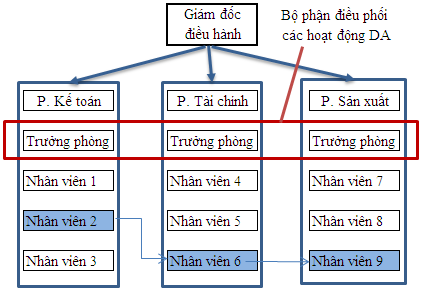 Giám đốc
điều hành
Bộ phận điều phối
các hoạt động DA
P. Kế toán
P. Tài chinh
P. Sản xuất
Trưởng phòng
Trưởng phòng
Trưởng phòng
Nhân viên 1
Nhân viên 4
Nhân viên 7
Nhân viên 2
Nhân viên 5
Nhân viên 8
Nhân viên 3
Nhân viên 6
Nhân viên 9